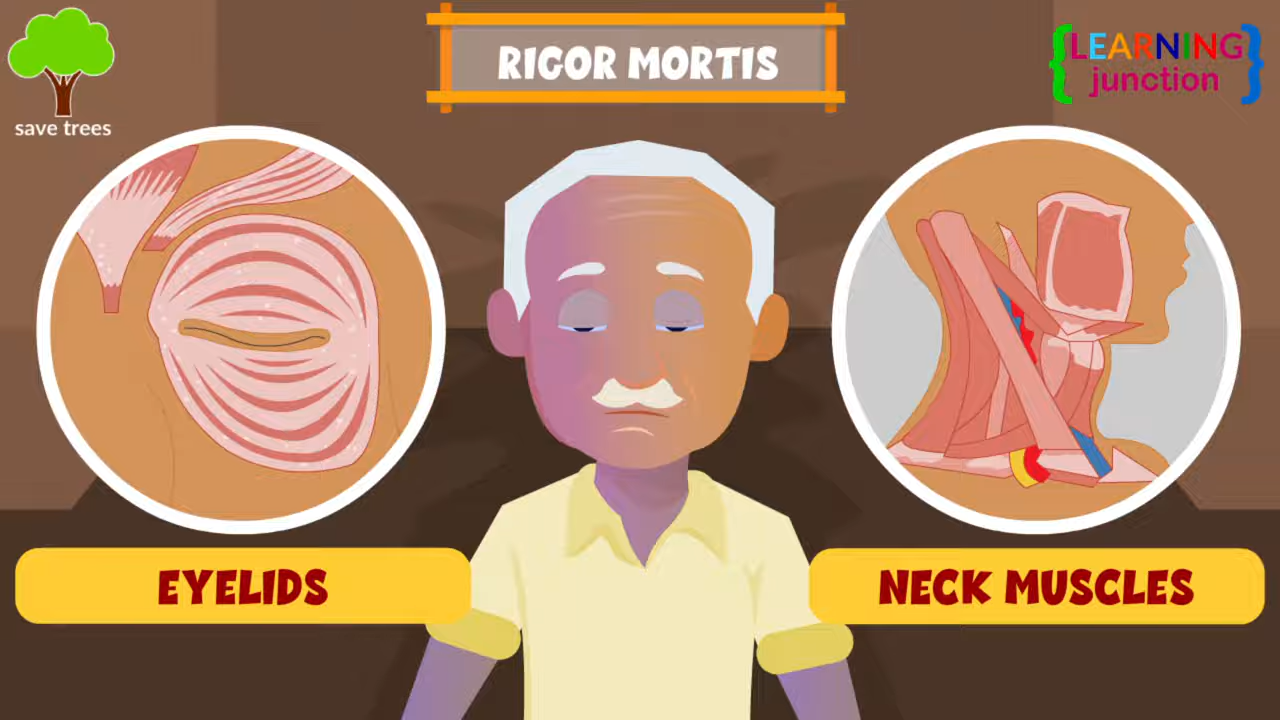 RIGOR MORTIS
{LEARNING
junction}
save trees
EYELIDS
NECK MUSCLES